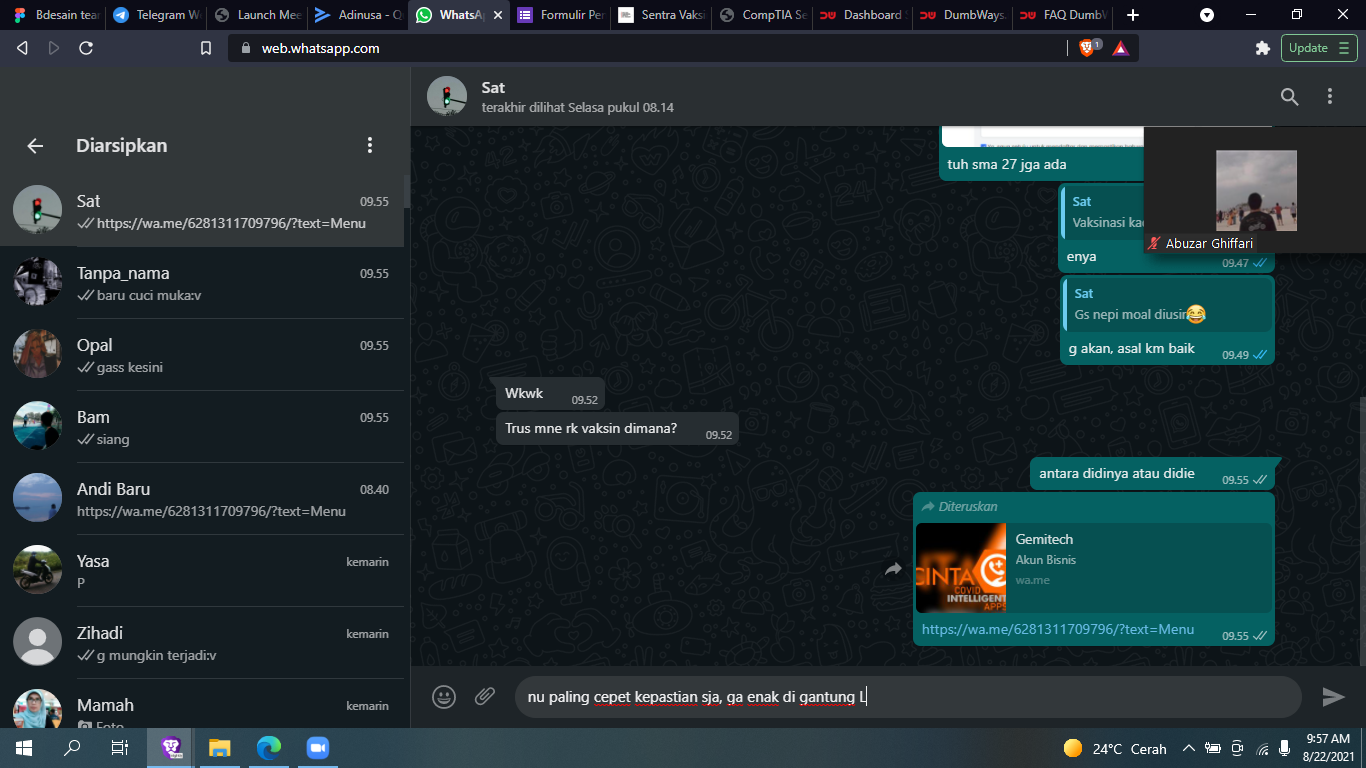 Bdesain tear
Telegram W
Launch Mee
Adinusa - Q
WhatsA
Formulir Per
Sentra Vaksi
CompTIA Se
Dashboard
DumbWays.
FAQ DumbW
web.whatsapp.com
1
Update
Diarsipkan
Sat
09.55
https://wa.me/6281311709796/?text=Menu
Tanpa_nama
09.55
baru cuci muka:v
Opal
09.55
gass kesini
Bam
09.55
siang
Andi Baru
08.40
https://wa.me/6281311709796/?text=Menu
Yasa
kemarin
P
Zihadi
kemarin
g mungkin terjadi:v
Mamah
kemarin
Foto
Sat
terakhir dilihat Selasa pukul 08.14
tuh sma 27 jga ada
Sat
Vaksinasi
enya
09.47
Abuzar Ghiffari
Sat
Gs nepi moal diusir😂
g akan, asal km baik
09.49
Wkwk
09.52
Trus mne rk vaksin dimana?
09.52
antara didinya atau didie
09.55
Diteruskan
CINTA
COVID
INTELLIGENT
APPS
Gemitech
Akun Bisnis
wa.me
https://wa.me/6281311709796/?text=Menu
09.55
nu paling cepet kepastian sja, ga enak di gantung L
24°C Cerah
9:57 AM
8/22/2021